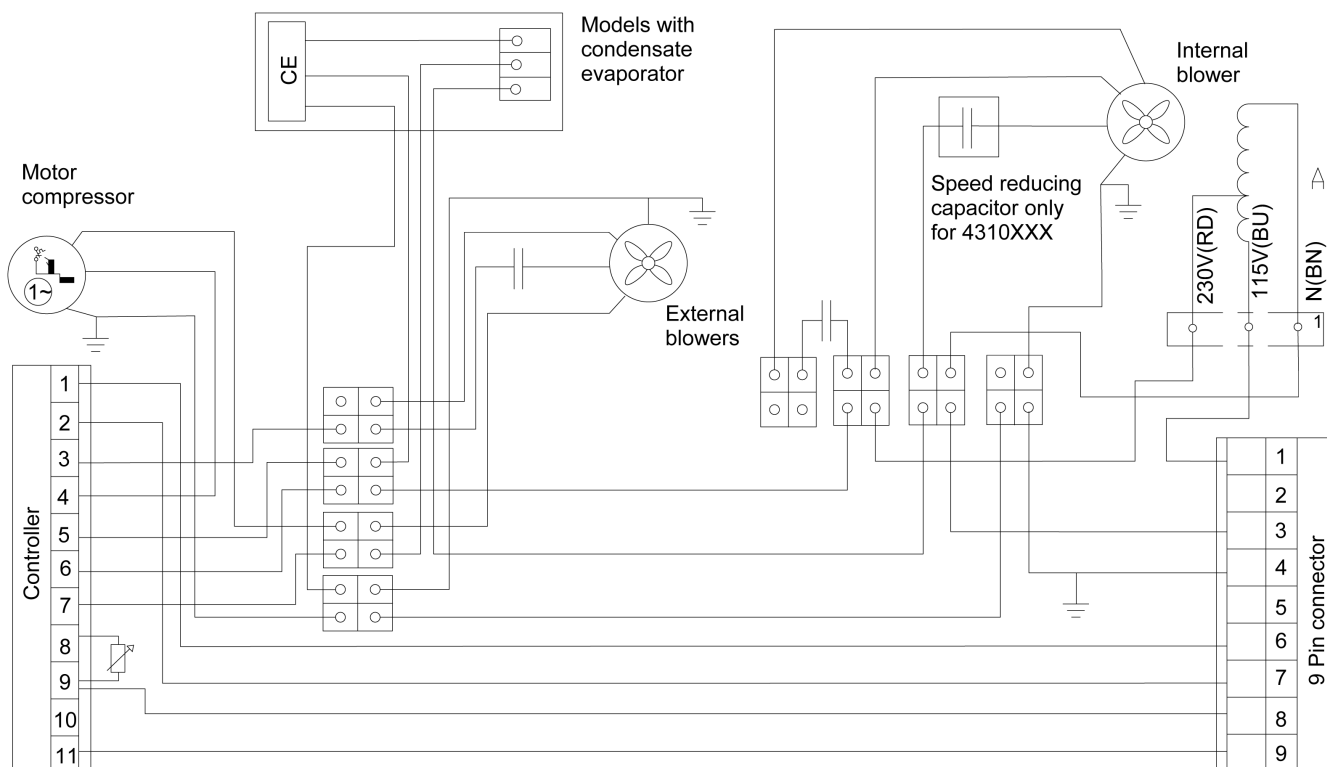 Models with
condensate
evaporator
CE
Internal
blower
Motor
compressor
Speed reducing
capacitor only
for 4310XXX
230V(RD)
115V(BU)
N(BN)
A
1~
External
blowers
1
Controller
1
2
3
4
5
6
7
8
9
10
11
1
2
3
4
5
6
7
8
9
9 Pin connector